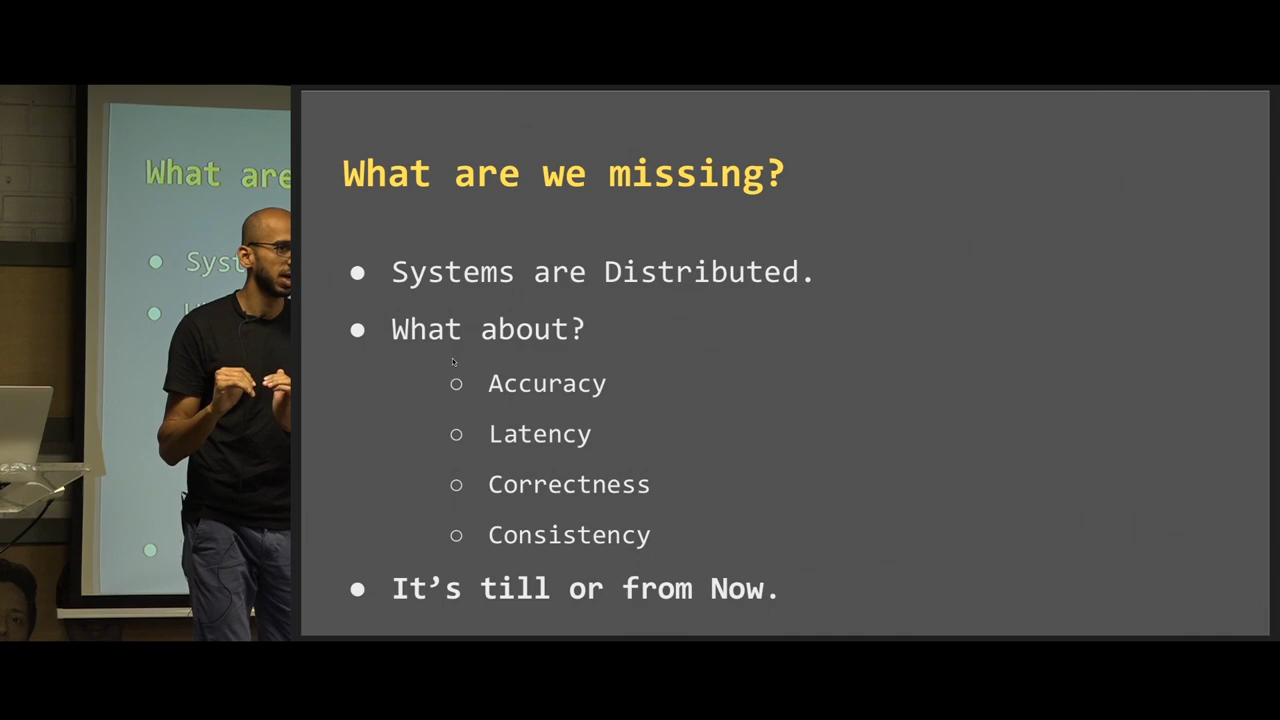 What are
Syst
What are we missing?
● Systems are Distributed.
● What about?
○ Accuracy
○ Latency
○ Correctness
○ Consistency
● It’s till or from Now.